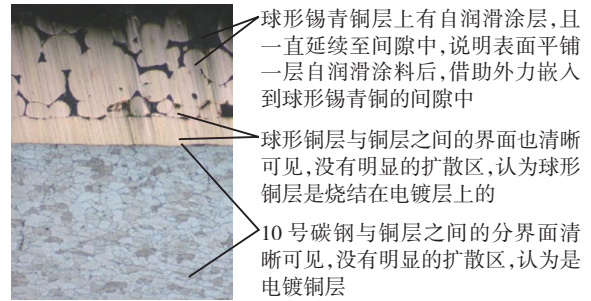 球形锡青铜层上有自润滑涂层,且
一直延续至间隙中,说明表面平铺
一层自润滑涂料后,借助外力嵌入
到球形锡青铜的间隙中
球形铜层与铜层之间的界面也清晰
可见,没有明显的扩散区,认为球形
铜层是烧结在电镀层上的
10 号碳钢与铜层之间的分界面清
晰可见,没有明显的扩散区,认为是
电镀铜层